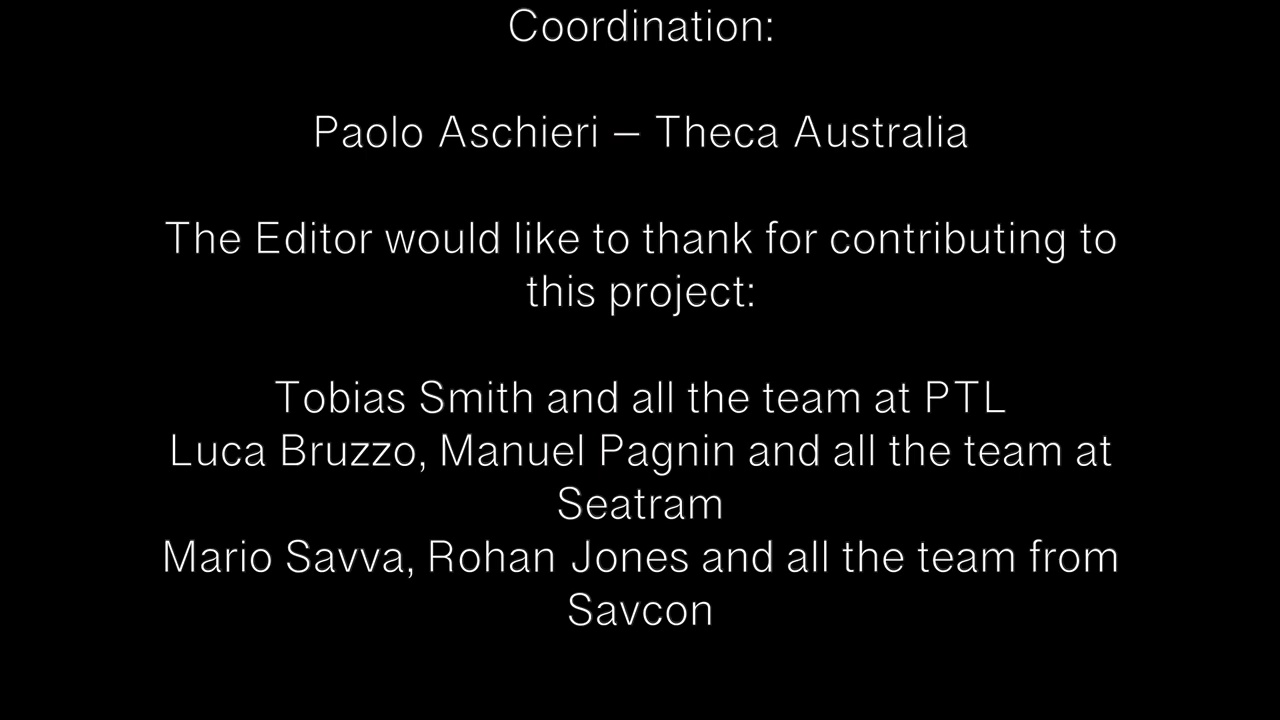 Coordination:
Paolo Aschieri – Theca Australia
The Editor would like to thank for contributing to
this project:
Tobias Smith and all the team at PTL
Luca Bruzzo, Manuel Pagnin and all the team at
Seatram
Mario Savva, Rohan Jones and all the team from
Savcon